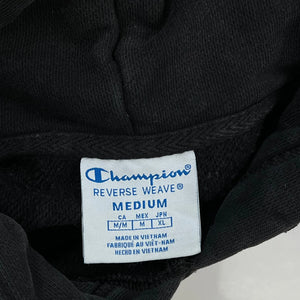 Champion
REVERSE WEAVE®
MEDIUM
CA MEX JPN
M/M M XL
MADE IN VIETNAM
FABRIQUÉ AU VIÊT-NAM
HECHO EN VIETNAM